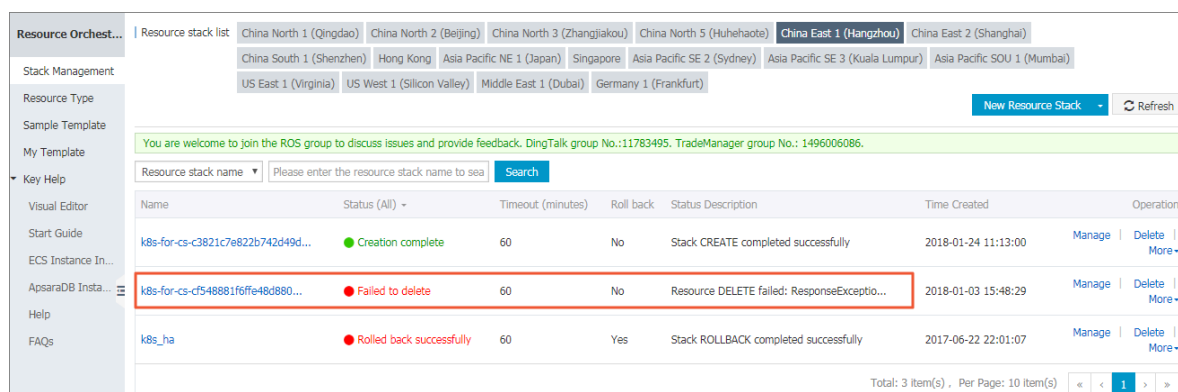 Resource Orchest...
Stack Management
Resource Type
Sample Template
My Template
Key Help
Visual Editor
Start Guide
ECS Instance In...
ApsaraDB Insta...
Help
FAQs
Resource stack list China North 1 (Qingdao) China North 2 (Beijing) China North 3 (Zhangjiakou) China North 5 (Huhehaote) China East 1 (Hangzhou) China East 2 (Shanghai)
China South 1 (Shenzhen) Hong Kong Asia Pacific NE 1 (Japan) Singapore Asia Pacific SE 2 (Sydney) Asia Pacific SE 3 (Kuala Lumpur) Asia Pacific SOU 1 (Mumbai)
US East 1 (Virginia) US West 1 (Silicon Valley) Middle East 1 (Dubai) Germany 1 (Frankfurt)
New Resource Stack Refresh
You are welcome to join the ROS group to discuss issues and provide feedback. DingTalk group No.:11783495. TradeManager group No.: 1496006086.
Resource stack name Please enter the resource stack name to sea Search
Name Status (All) Timeout (minutes) Roll back Status Description Time Created Operation
k8s-for-cs-c3821c7e822b742d49d... Creation complete 60 No Stack CREATE completed successfully 2018-01-24 11:13:00 Manage | Delete |
More
k8s-for-cs-cf548881f6ffe48d880... Failed to delete 60 No Resource DELETE failed: ResponseExceptio... 2018-01-03 15:48:29 Manage | Delete |
More
k8s_ha Rolled back successfully 60 Yes Stack ROLLBACK completed successfully 2017-06-22 22:01:07 Manage | Delete |
More
Total: 3 item(s) , Per Page: 10 item(s) « ‹ 1 › »